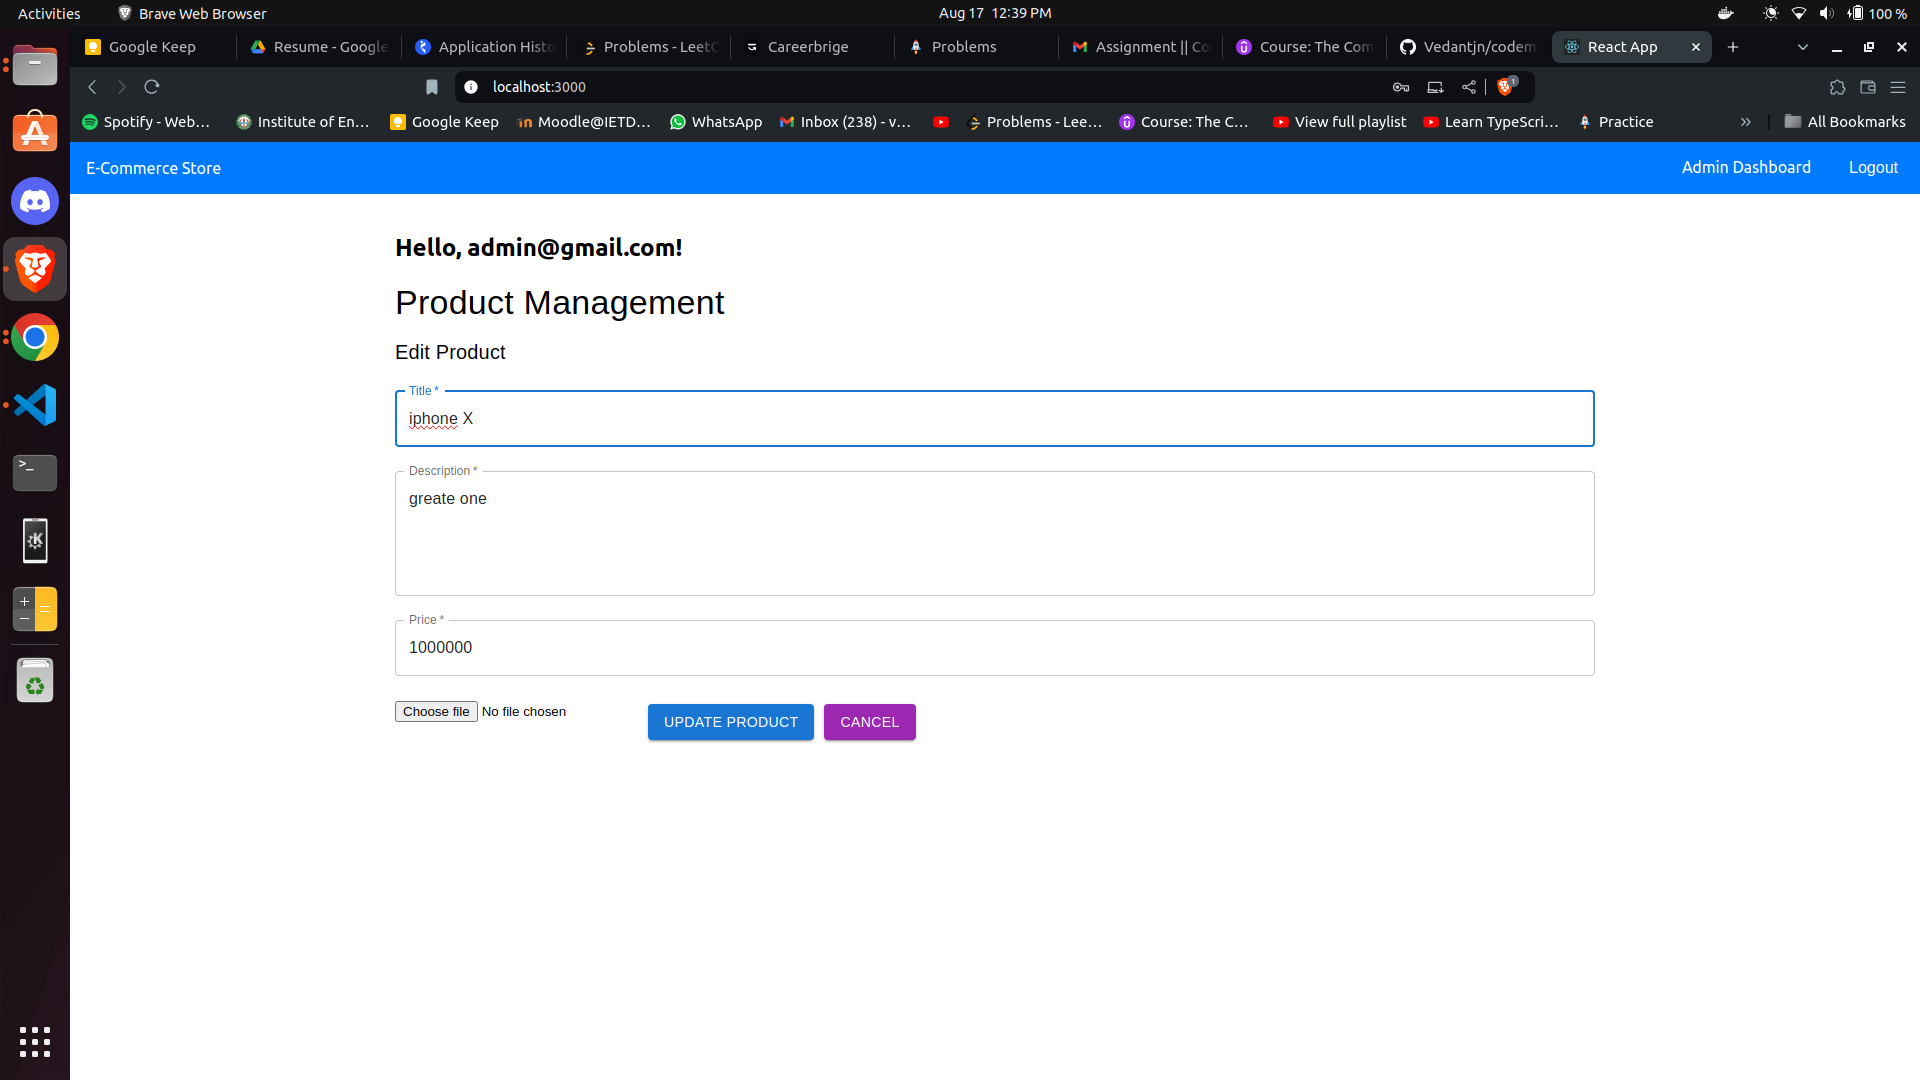 Activities Brave Web Browser Aug 17 12:39 PM 100 %
Google Keep Resume - Google Application Histo Problems - LeetC Careerbrige Problems Assignment || Co Course: The Com Vedantjn/codem React App
localhost:3000 1
Spotify - Web... Institute of En... Google Keep Moodle@IETD... WhatsApp Inbox (238) - v... Problems - Lee... Course: The C... View full playlist Learn TypeScri... Practice » All Bookmarks
E-Commerce Store Admin Dashboard Logout
Hello, admin@gmail.com!
Product Management
Edit Product
Title *
iphone X
Description *
greate one
Price *
1000000
Choose file No file chosen UPDATE PRODUCT CANCEL